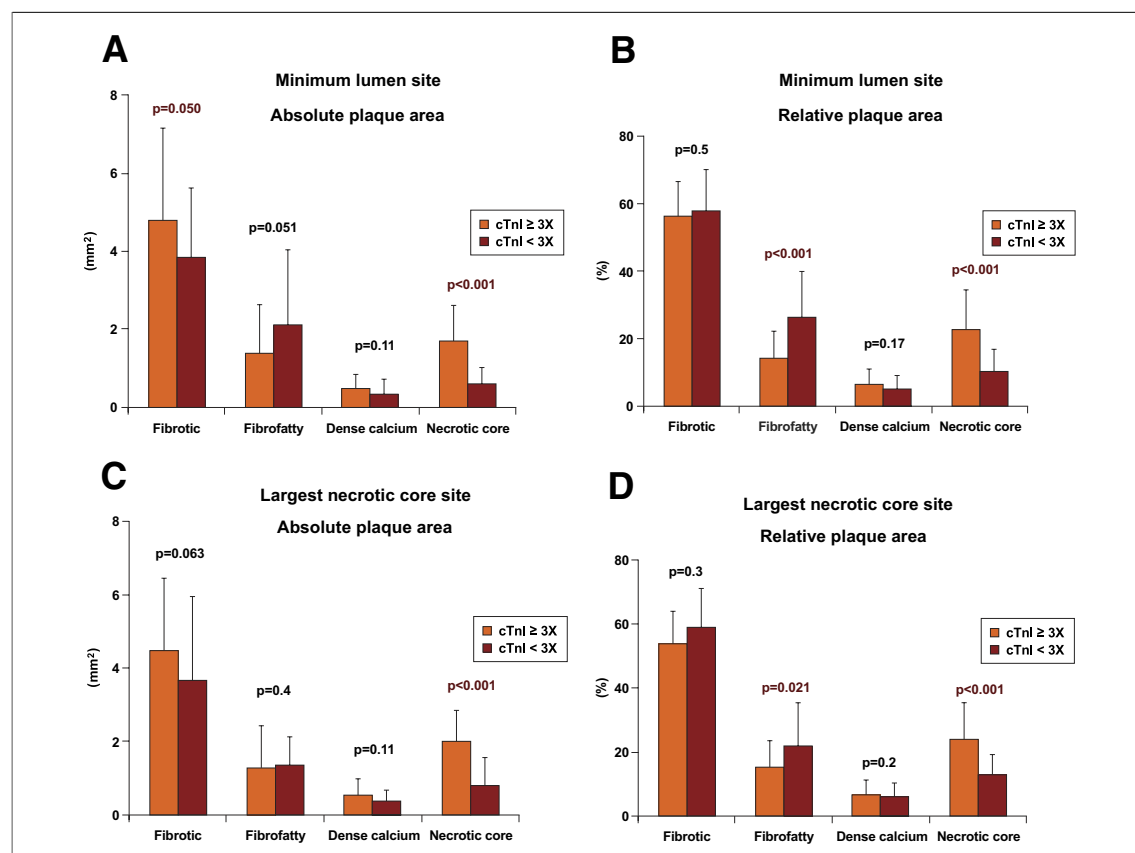 A
Minimum lumen site
Absolute plaque area
8
6
4
2
0
(mm²)
p=0.050
p=0.051
p=0.11
p<0.001
cTnI ≥ 3X
cTnI < 3X
Fibrotic
Fibrofatty
Dense calcium
Necrotic core
B
Minimum lumen site
Relative plaque area
80
60
40
20
0
(%)
p=0.5
p<0.001
p=0.17
p<0.001
cTnI ≥ 3X
cTnI < 3X
Fibrotic
Fibrofatty
Dense calcium
Necrotic core
C
Largest necrotic core site
Absolute plaque area
8
6
4
2
0
(mm²)
p=0.063
p=0.4
p=0.11
p<0.001
cTnI ≥ 3X
cTnI < 3X
Fibrotic
Fibrofatty
Dense calcium
Necrotic core
D
Largest necrotic core site
Relative plaque area
80
60
40
20
0
(%)
p=0.3
p=0.021
p=0.2
p<0.001
cTnI ≥ 3X
cTnI < 3X
Fibrotic
Fibrofatty
Dense calcium
Necrotic core